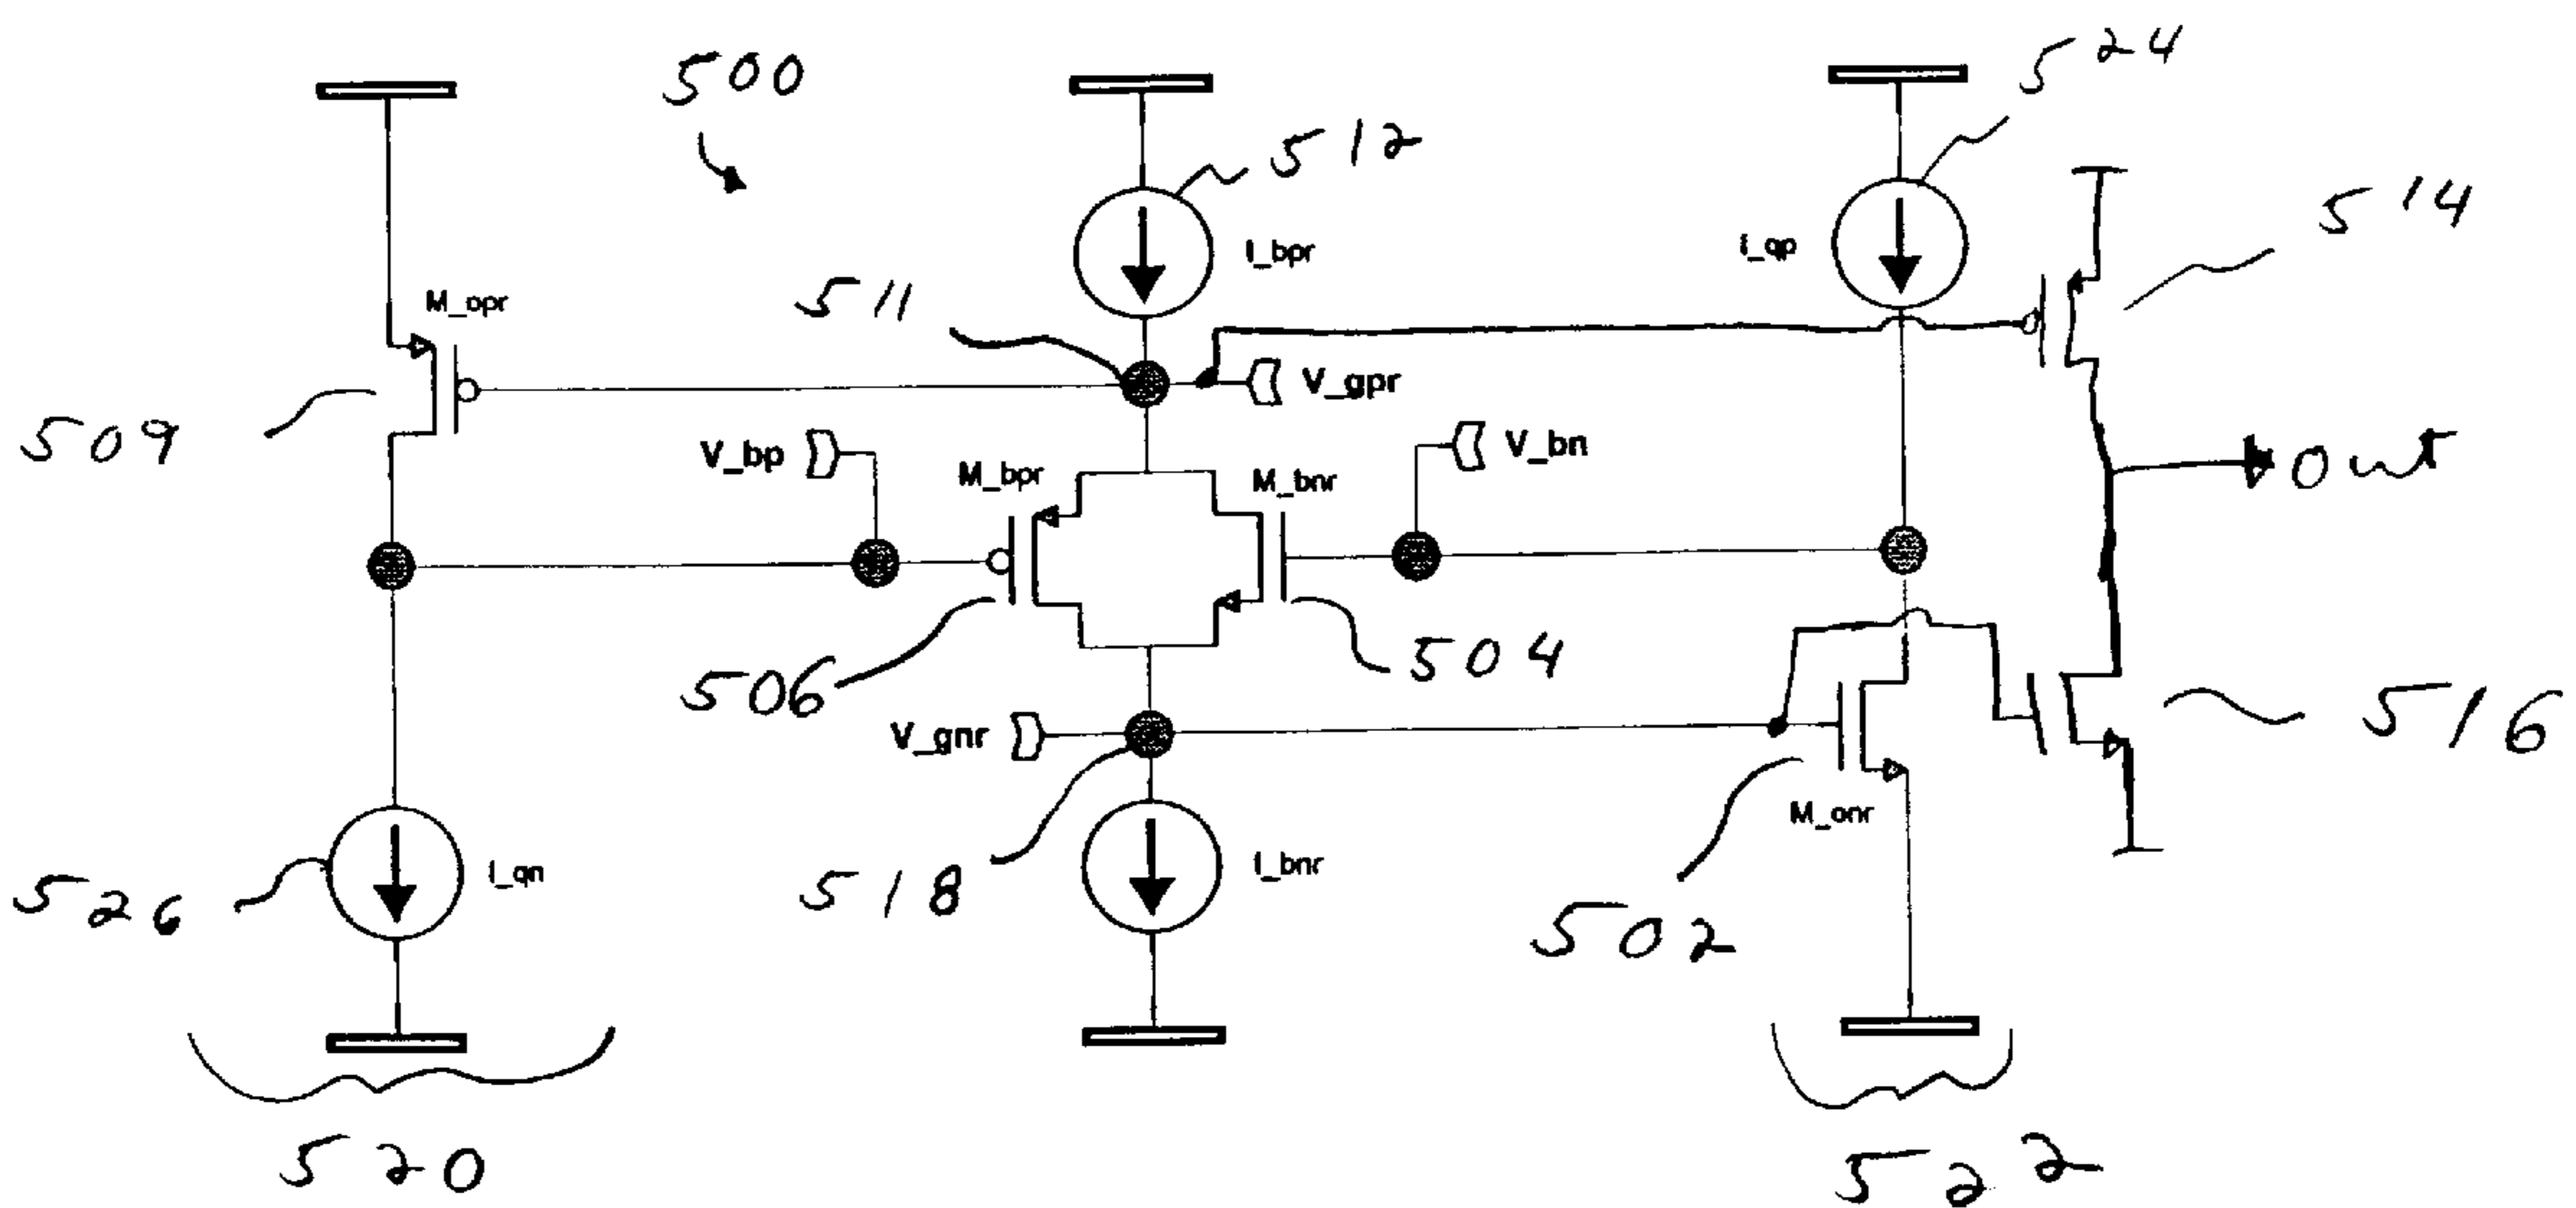 500
524
512
514
I_bpr
I_qp
511
M_opr
V_gpr
509
V_bp
V_bn
out
M_bpr
M_bnr
506
504
V_gnr
516
M_onr
518
I_bnr
I_qn
526
502
520
522